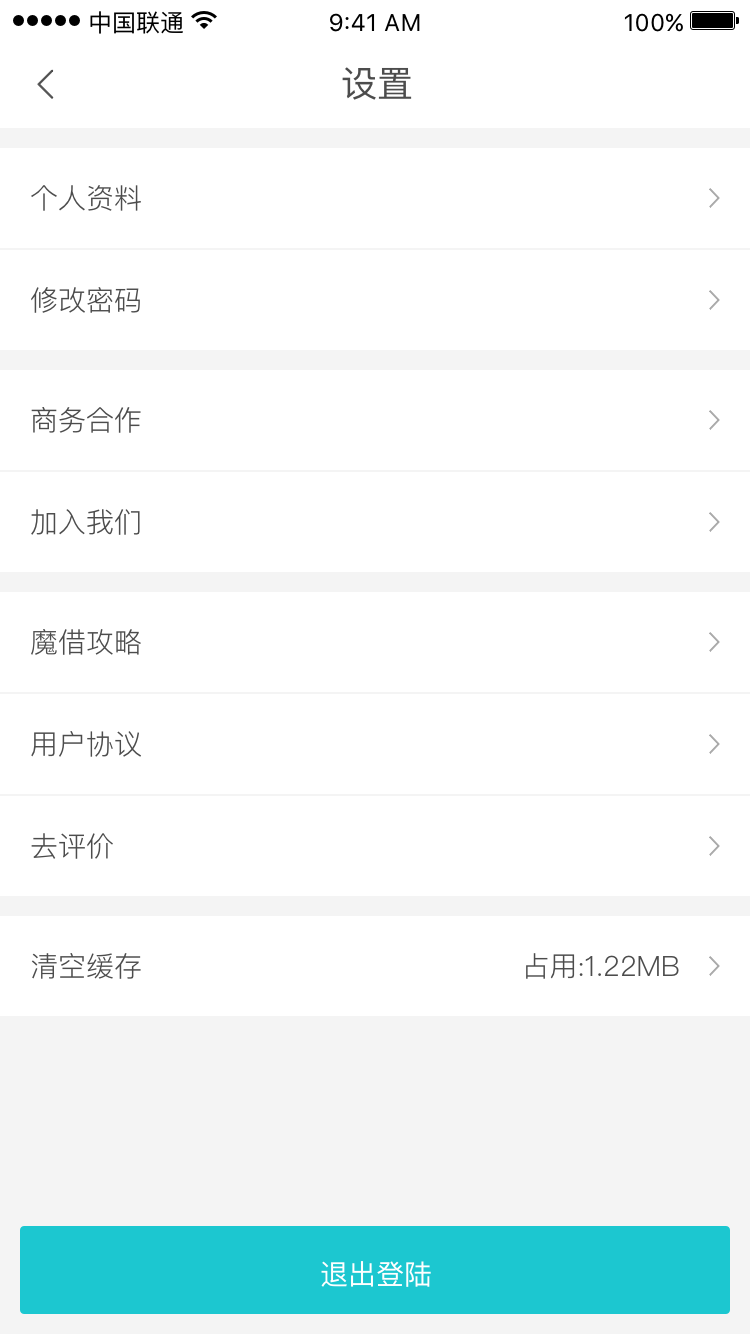 中国联通 9:41 AM 100%
设置
个人资料
修改密码
商务合作
加入我们
魔借攻略
用户协议
去评价
清空缓存 占用:1.22MB
退出登陆